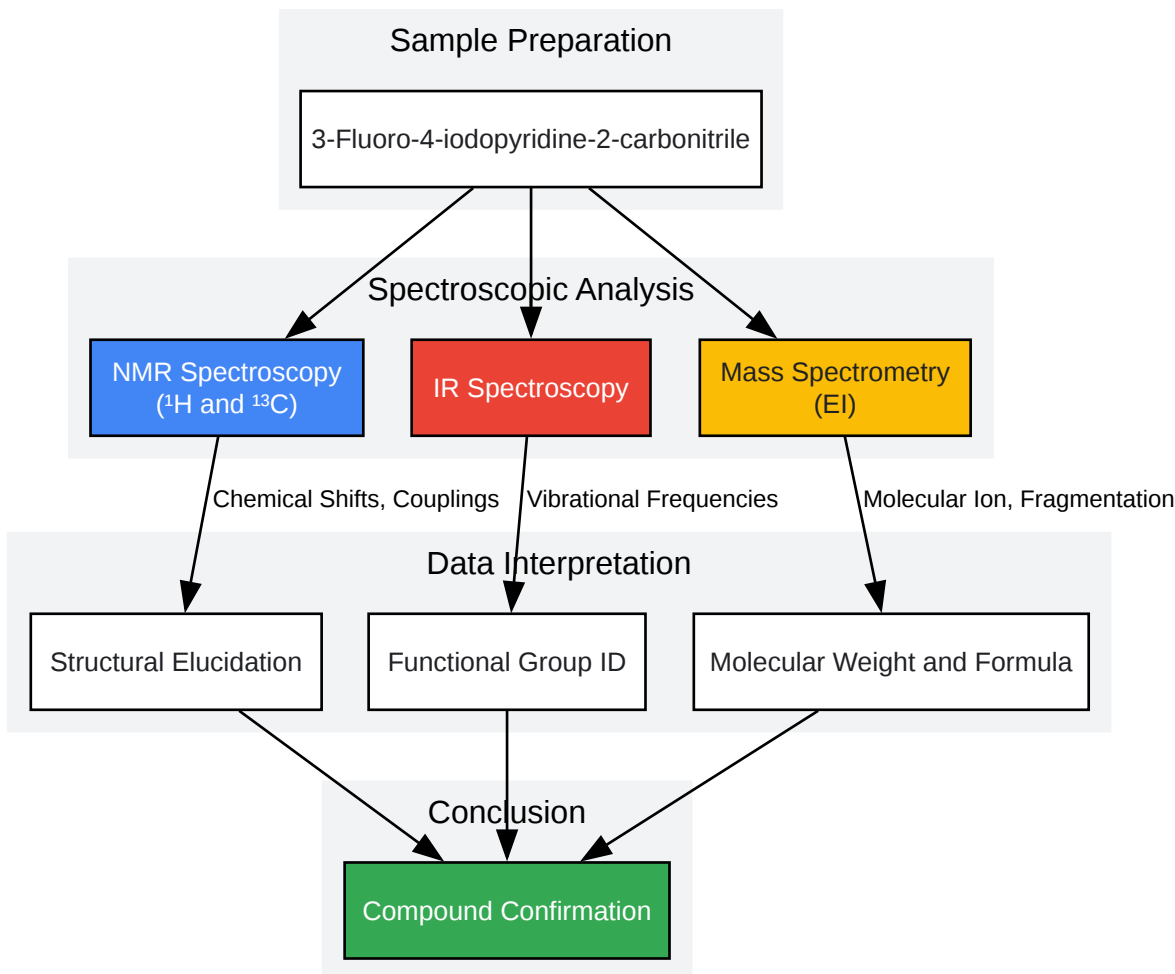 Sample Preparation
3-Fluoro-4-iodopyridine-2-carbonitrile
Spectroscopic Analysis
NMR Spectroscopy
(¹H and ¹³C)
IR Spectroscopy
Mass Spectrometry
(EI)
Chemical Shifts, Couplings
Vibrational Frequencies
Molecular Ion, Fragmentation
Data Interpretation
Structural Elucidation
Functional Group ID
Molecular Weight and Formula
Conclusion
Compound Confirmation